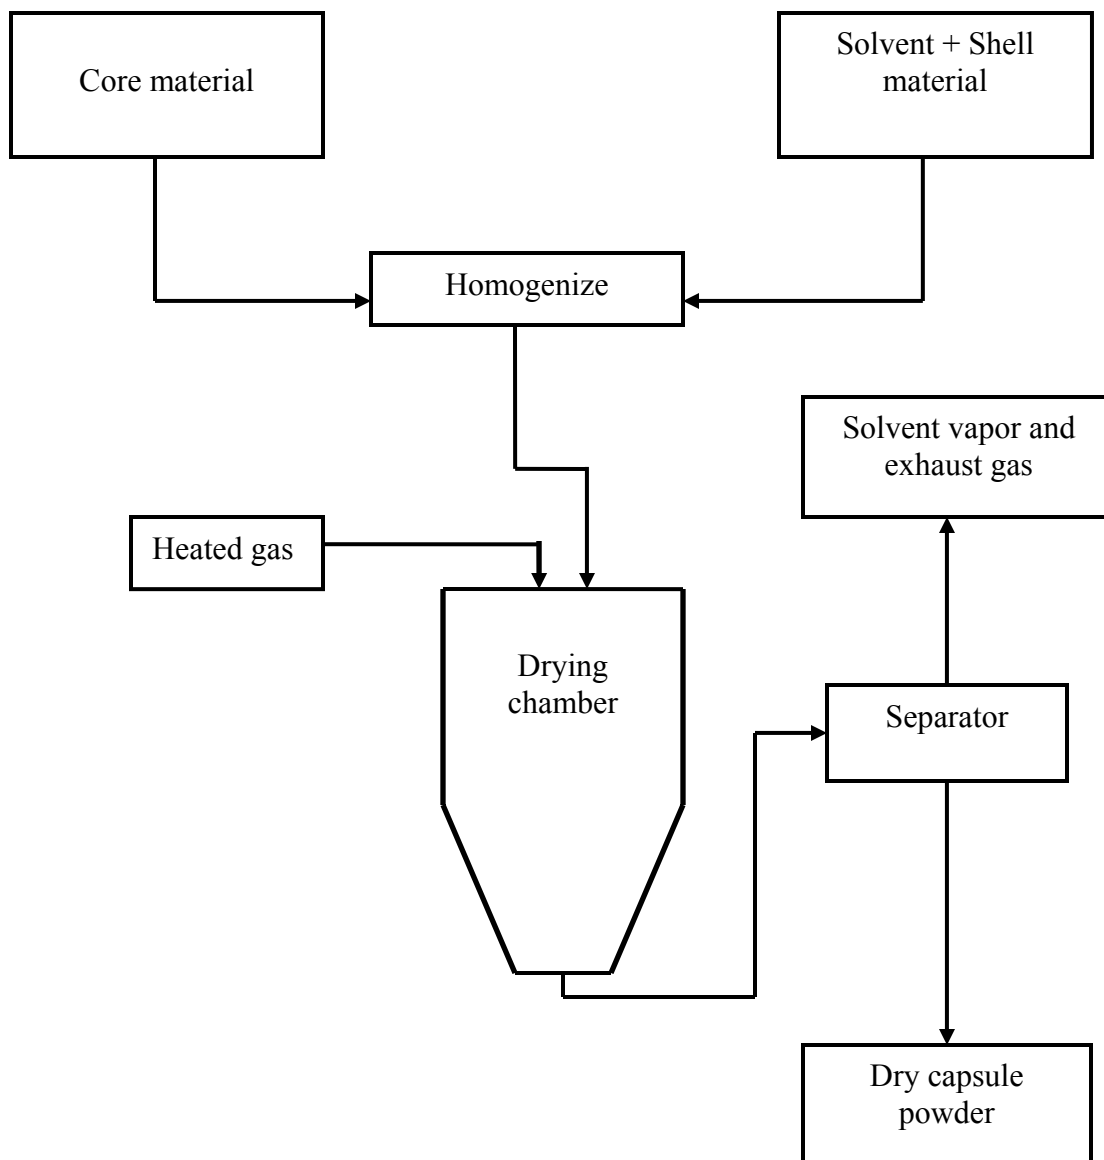 Core material
Solvent + Shell
material
Homogenize
Solvent vapor and
exhaust gas
Heated gas
Drying
chamber
Separator
Dry capsule
powder